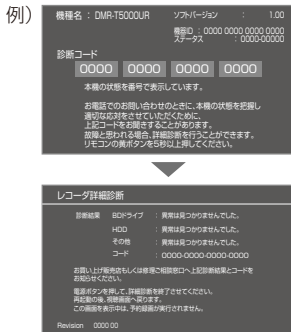 例）
機種名 : DMR-T5000UR ソフトバージョン : 1.00
機器ID : 0000 0000 0000 0000
ステータス : 0000-00000
診断コード
0000 0000 0000 0000
本機の状態を番号で表示しています。
お電話でのお問い合わせのときに、本機の状態を把握し
適切な応対をさせていただくために、
上記コードをお聞きすることがあります。
故障と思われる場合、詳細診断を行うことができます。
リモコンの黄ボタンを5秒以上押してください。
レコーダ詳細診断
診断結果 BDドライブ : 異常は見つかりませんでした。
HDD : 異常は見つかりませんでした。
その他 : 異常は見つかりませんでした。
コード : 0000-0000-0000-0000
お買い上げ販売店もしくは修理ご相談窓口へ上記診断結果とコードを
お知らせください。
電源ボタンを押して、詳細診断を終了させてください。
再起動の後、視聴画面へ戻ります。
この画面を表示中は、予約録画が実行されません。
Revision 0000 00